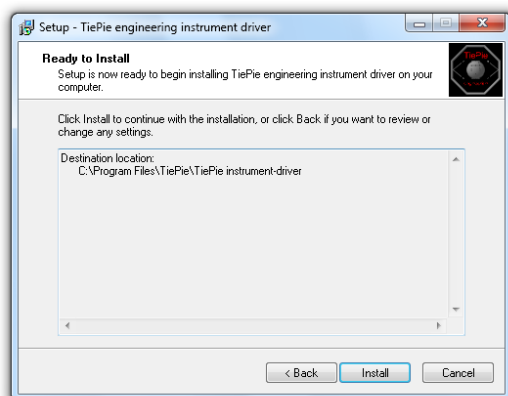 Setup - TiePie engineering instrument driver
Ready to Install
Setup is now ready to begin installing TiePie engineering instrument driver on your
computer.
TiePie
Click Install to continue with the installation, or click Back if you want to review or
change any settings.
Destination location:
C:\Program Files\TiePie\TiePie instrument-driver
< Back
Install
Cancel